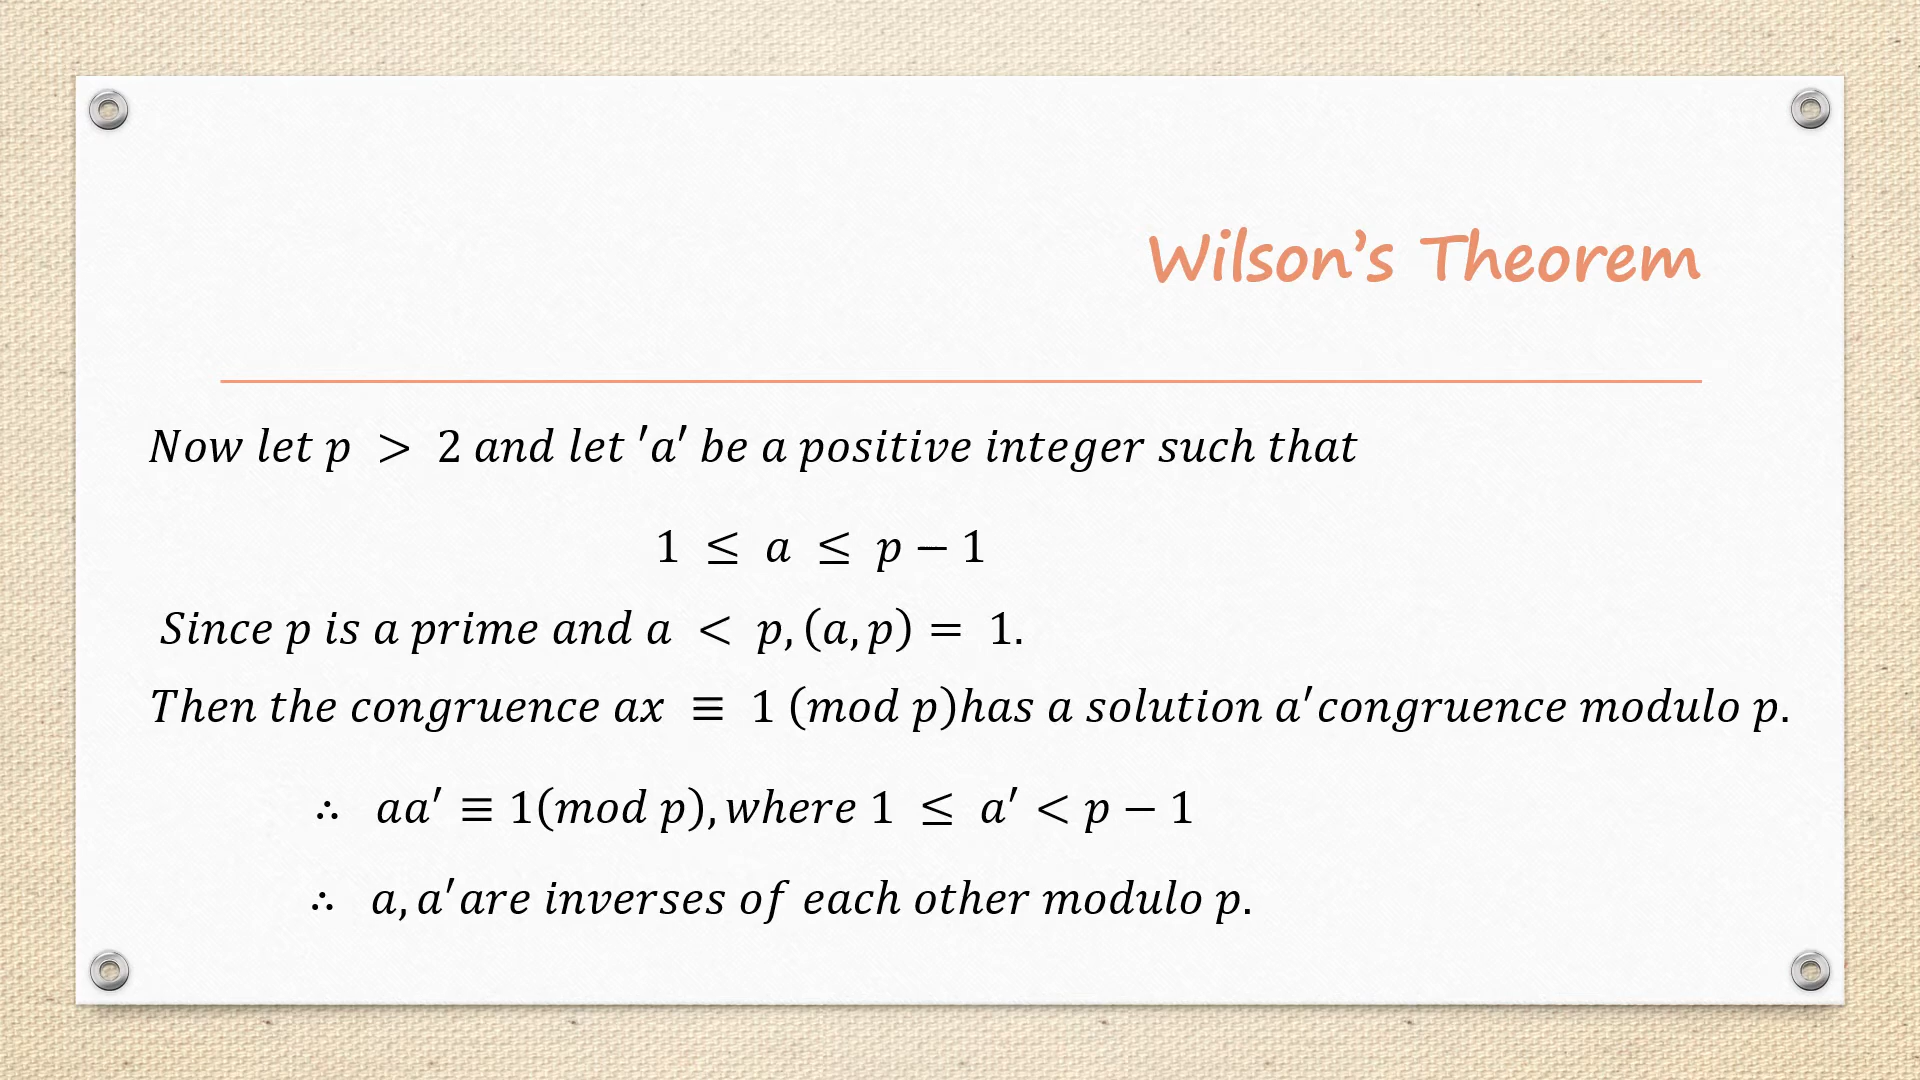 Wilson’s Theorem
Now let p > 2 and let ′a′ be a positive integer such that
1 ≤ a ≤ p − 1
Since p is a prime and a < p, (a, p) = 1.
Then the congruence ax ≡ 1 (mod p)has a solution a′congruence modulo p.
∴ aa′ ≡ 1(mod p), where 1 ≤ a′ < p − 1
∴ a, a′are inverses of each other modulo p.